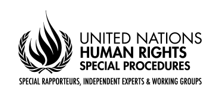 UNITED NATIONS
HUMAN RIGHTS
SPECIAL PROCEDURES
SPECIAL RAPPORTEURS, INDEPENDENT EXPERTS & WORKING GROUPS